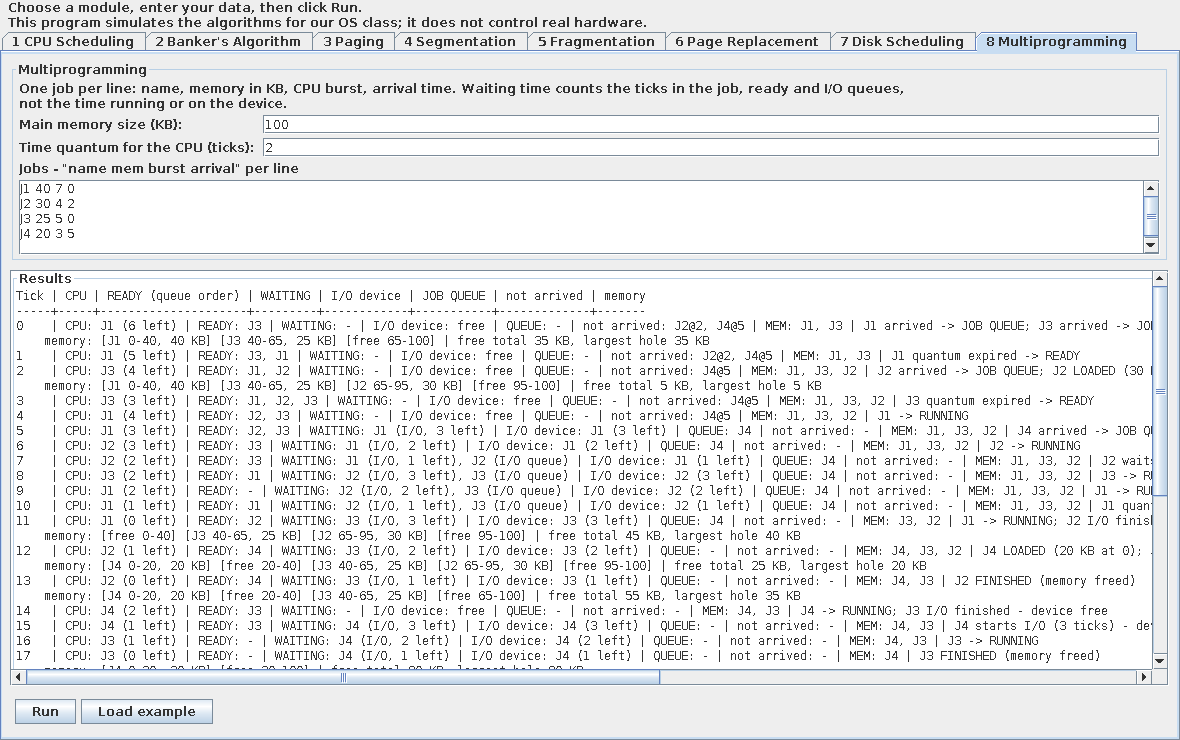 Choose a module, enter your data, then click Run.
This program simulates the algorithms for our OS class; it does not control real hardware.
1 CPU Scheduling 2 Banker's Algorithm 3 Paging 4 Segmentation 5 Fragmentation 6 Page Replacement 7 Disk Scheduling 8 Multiprogramming
Multiprogramming
One job per line: name, memory in KB, CPU burst, arrival time. Waiting time counts the ticks in the job, ready and I/O queues,
not the time running or on the device.
Main memory size (KB): 100
Time quantum for the CPU (ticks): 2
Jobs - "name mem burst arrival" per line
J1 40 7 0
J2 30 4 2
J3 25 5 0
J4 20 3 5
Results
Tick | CPU | READY (queue order) | WAITING | I/O device | JOB QUEUE | not arrived | memory
-----+-----+---------------------+---------+------------+-----------+-------------+-------
0 | CPU: J1 (6 left) | READY: J3 | WAITING: - | I/O device: free | QUEUE: - | not arrived: J2@2, J4@5 | MEM: J1, J3 | J1 arrived -> JOB QUEUE; J3 arrived -> JO
memory: [J1 0-40, 40 KB] [J3 40-65, 25 KB] [free 65-100] | free total 35 KB, largest hole 35 KB
1 | CPU: J1 (5 left) | READY: J3, J1 | WAITING: - | I/O device: free | QUEUE: - | not arrived: J2@2, J4@5 | MEM: J1, J3 | J1 quantum expired -> READY
2 | CPU: J3 (4 left) | READY: J1, J2 | WAITING: - | I/O device: free | QUEUE: - | not arrived: J4@5 | MEM: J1, J3, J2 | J2 arrived -> JOB QUEUE; J2 LOADED (30
memory: [J1 0-40, 40 KB] [J3 40-65, 25 KB] [J2 65-95, 30 KB] [free 95-100] | free total 5 KB, largest hole 5 KB
3 | CPU: J3 (3 left) | READY: J1, J2, J3 | WAITING: - | I/O device: free | QUEUE: - | not arrived: J4@5 | MEM: J1, J3, J2 | J3 quantum expired -> READY
4 | CPU: J1 (4 left) | READY: J2, J3 | WAITING: - | I/O device: free | QUEUE: - | not arrived: J4@5 | MEM: J1, J3, J2 | J1 -> RUNNING
5 | CPU: J1 (3 left) | READY: J2, J3 | WAITING: J1 (I/O, 3 left) | I/O device: J1 (3 left) | QUEUE: J4 | not arrived: - | MEM: J1, J3, J2 | J4 arrived -> JOB Q
6 | CPU: J2 (3 left) | READY: J3 | WAITING: J1 (I/O, 2 left) | I/O device: J1 (2 left) | QUEUE: J4 | not arrived: - | MEM: J1, J3, J2 | J2 -> RUNNING
7 | CPU: J2 (2 left) | READY: J3 | WAITING: J1 (I/O, 1 left), J2 (I/O queue) | I/O device: J1 (1 left) | QUEUE: J4 | not arrived: - | MEM: J1, J3, J2 | J2 wait
8 | CPU: J3 (2 left) | READY: J1 | WAITING: J2 (I/O, 3 left) | I/O device: J2 (3 left) | QUEUE: J4 | not arrived: - | MEM: J1, J3, J2 | J3 ->
9 | CPU: J3 (1 left) | READY: - | WAITING: J2 (I/O, 2 left), J3 (I/O queue) | I/O device: J2 (2 left) | QUEUE: J4 | not arrived: - | MEM: J1, J3, J2 | J1 -> RU
10 | CPU: J1 (1 left) | READY: - | WAITING: J2 (I/O, 1 left), J3 (I/O queue) | I/O device: J2 (1 left) | QUEUE: J4 | not arrived: - | MEM: J1, J3, J2 | J1 quan
11 | CPU: J1 (0 left) | READY: J2 | WAITING: J3 (I/O, 3 left) | I/O device: J3 (3 left) | QUEUE: J4 | not arrived: - | MEM: J3, J2 | J1 -> RUNNING; J2 I/O finis
memory: [free 0-40] [J3 40-65, 25 KB] [J2 65-95, 30 KB] [free 95-100] | free total 45 KB, largest hole 40 KB
12 | CPU: J2 (1 left) | READY: J4 | WAITING: J3 (I/O, 2 left) | I/O device: J3 (2 left) | QUEUE: - | not arrived: - | MEM: J4, J3, J2 | J4 LOADED (20 KB at 0);
memory: [J4 0-20, 20 KB] [free 20-40] [J3 40-65, 25 KB] [J2 65-95, 30 KB] [free 95-100] | free total 25 KB, largest hole 20 KB
13 | CPU: J2 (0 left) | READY: J4 | WAITING: J3 (I/O, 1 left) | I/O device: J3 (1 left) | QUEUE: - | not arrived: - | MEM: J4, J3 | J2 FINISHED (memory freed)
memory: [J4 0-20, 20 KB] [free 20-40] [J3 40-65, 25 KB] [free 65-100] | free total 55 KB, largest hole 35 KB
14 | CPU: J4 (2 left) | READY: J3 | WAITING: - | I/O device: free | QUEUE: - | not arrived: - | MEM: J4, J3 | J4 -> RUNNING; J3 I/O finished - device free
15 | CPU: J4 (1 left) | READY: J3 | WAITING: J4 (I/O, 3 left) | I/O device: J4 (3 left) | QUEUE: - | not arrived: - | MEM: J4, J3 | J4 starts I/O (3 ticks) - de
16 | CPU: J3 (1 left) | READY: - | WAITING: J4 (I/O, 2 left) | I/O device: J4 (2 left) | QUEUE: - | not arrived: - | MEM: J4, J3 | J3 -> RUNNING
17 | CPU: J3 (0 left) | READY: - | WAITING: J4 (I/O, 1 left) | I/O device: J4 (1 left) | QUEUE: - | not arrived: - | MEM: J4 | J3 FINISHED (memory freed)
Run Load example